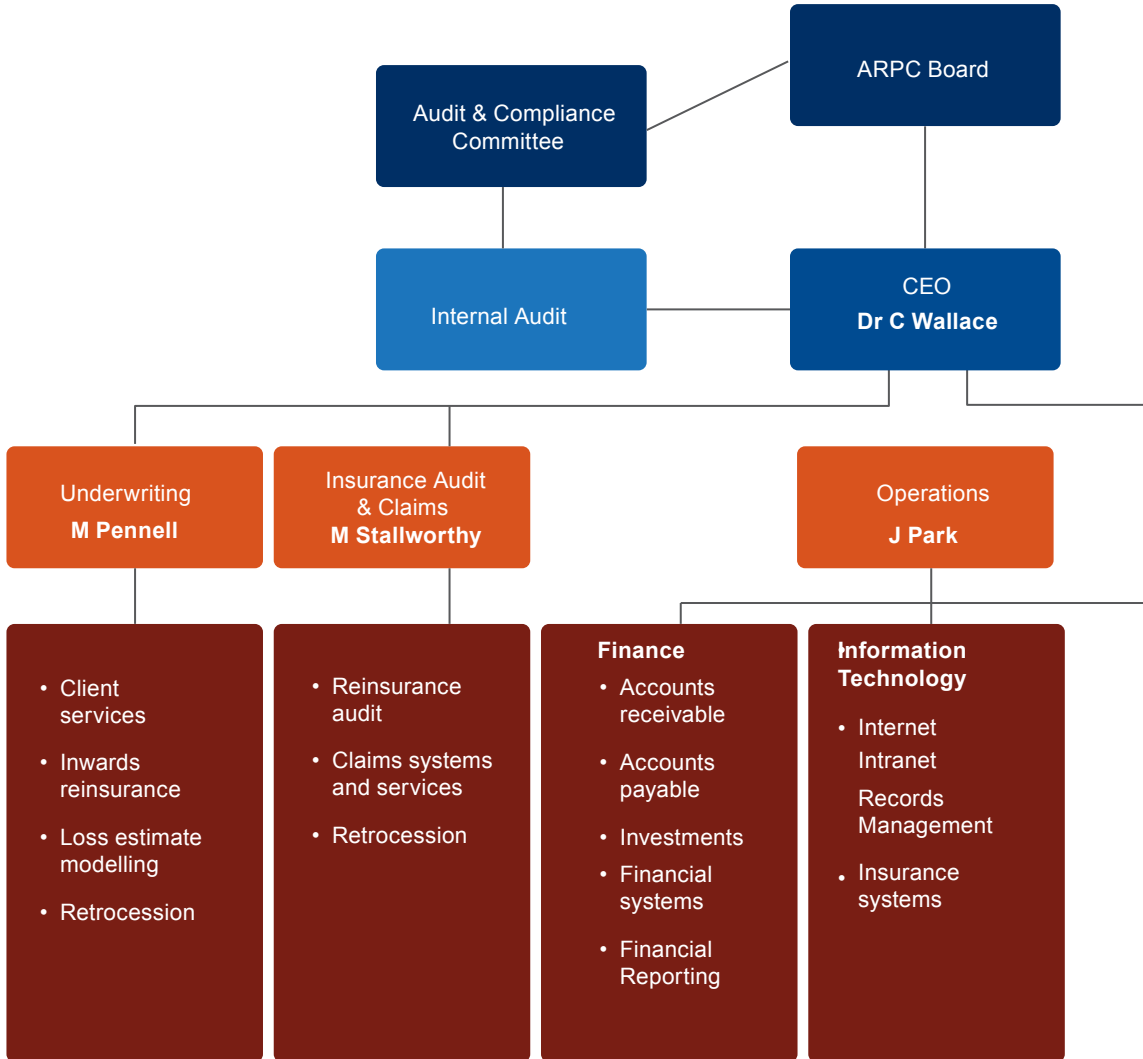 ARPC Board
Audit & Compliance
Committee
Internal Audit
CEO
Dr C Wallace
Underwriting
M Pennell
Insurance Audit
& Claims
M Stallworthy
Operations
J Park
• Client
services
• Inwards
reinsurance
• Loss estimate
modelling
• Retrocession
• Reinsurance
audit
• Claims systems
and services
• Retrocession
Finance
• Accounts
receivable
• Accounts
payable
• Investments
• Financial
systems
• Financial
Reporting
• Information
Technology
• Internet
Intranet
Records
Management
• Insurance
systems